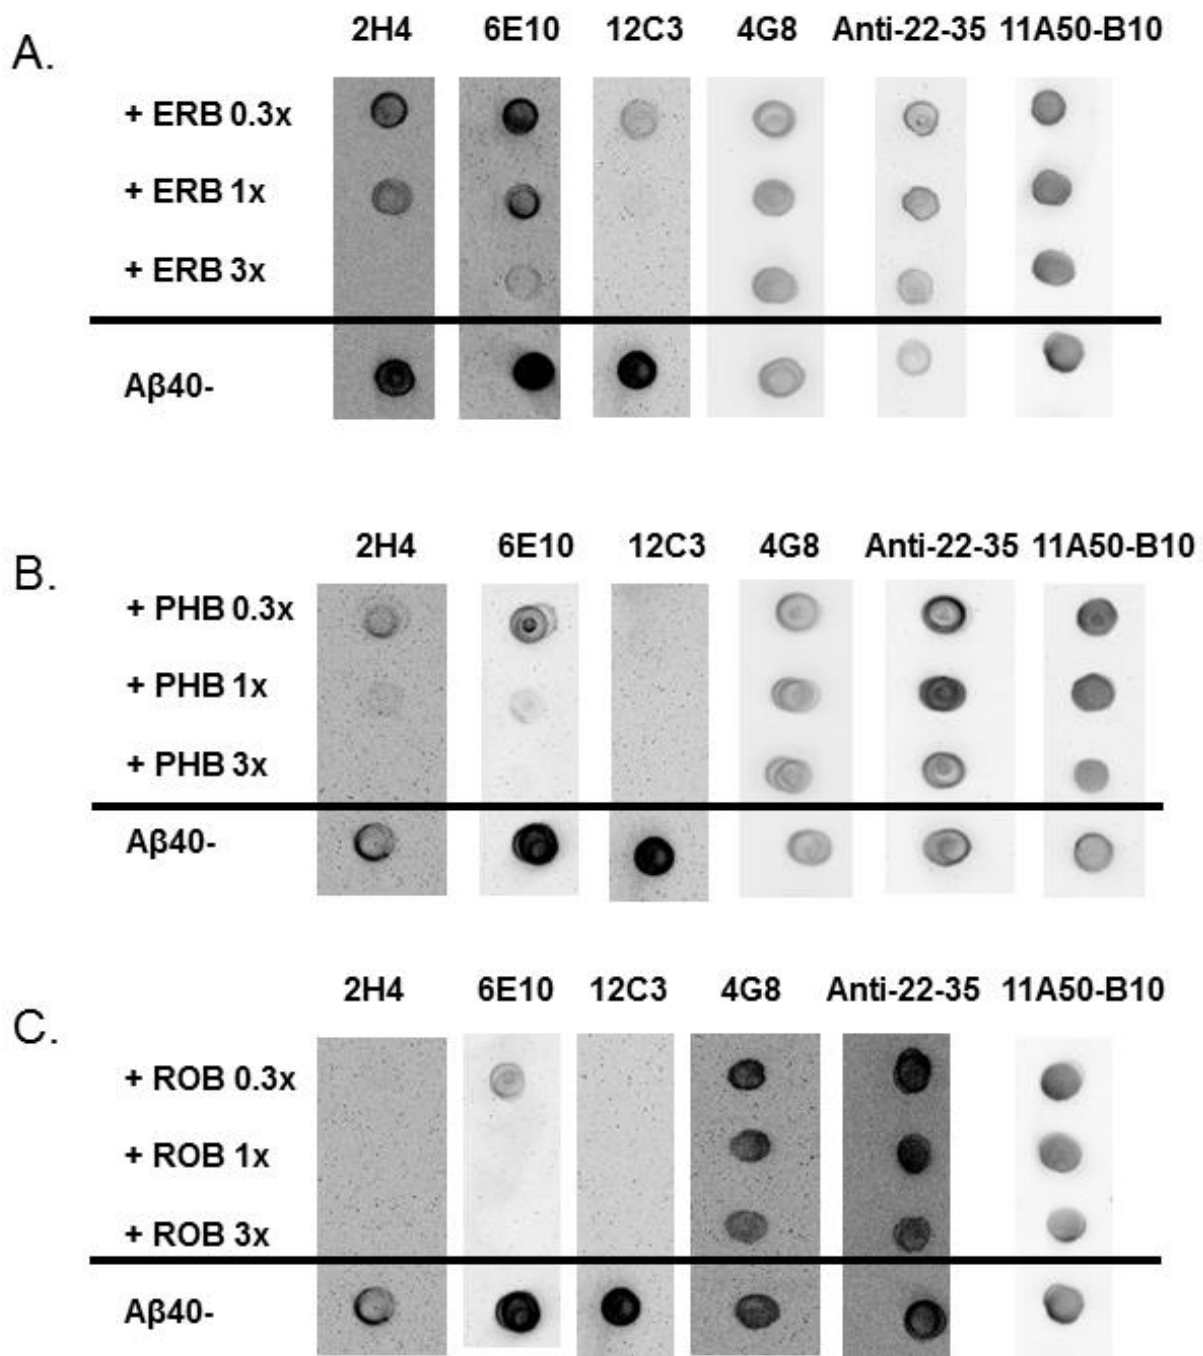 A.
2H4 6E10 12C3 4G8 Anti-22-35 11A50-B10
+ ERB 0.3x
+ ERB 1x
+ ERB 3x
Aβ40-
B.
2H4 6E10 12C3 4G8 Anti-22-35 11A50-B10
+ PHB 0.3x
+ PHB 1x
+ PHB 3x
Aβ40-
C.
2H4 6E10 12C3 4G8 Anti-22-35 11A50-B10
+ ROB 0.3x
+ ROB 1x
+ ROB 3x
Aβ40-